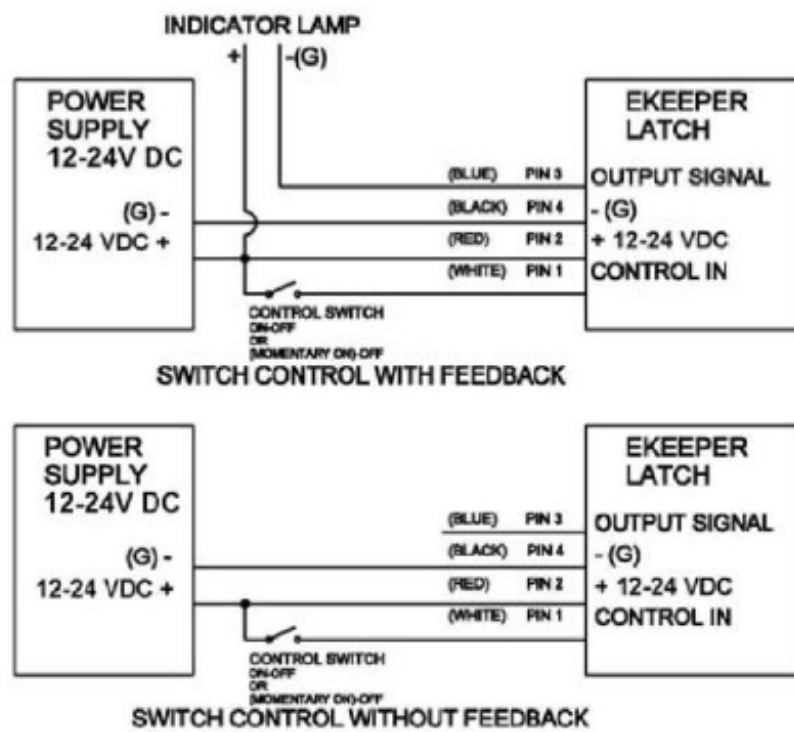 INDICATOR LAMP
+ -(G)
POWER
SUPPLY
12-24V DC
(G) -
12-24 VDC +
EKEEPER
LATCH
(BLUE) PIN 3 OUTPUT SIGNAL
(BLACK) PIN 4 - (G)
(RED) PIN 2 + 12-24 VDC
(WHITE) PIN 1 CONTROL IN
CONTROL SWITCH
ON-OFF
OR
[MOMENTARY ON]-OFF
SWITCH CONTROL WITH FEEDBACK
POWER
SUPPLY
12-24V DC
(G) -
12-24 VDC +
EKEEPER
LATCH
(BLUE) PIN 3 OUTPUT SIGNAL
(BLACK) PIN 4 - (G)
(RED) PIN 2 + 12-24 VDC
(WHITE) PIN 1 CONTROL IN
CONTROL SWITCH
ON-OFF
OR
[MOMENTARY ON]-OFF
SWITCH CONTROL WITHOUT FEEDBACK